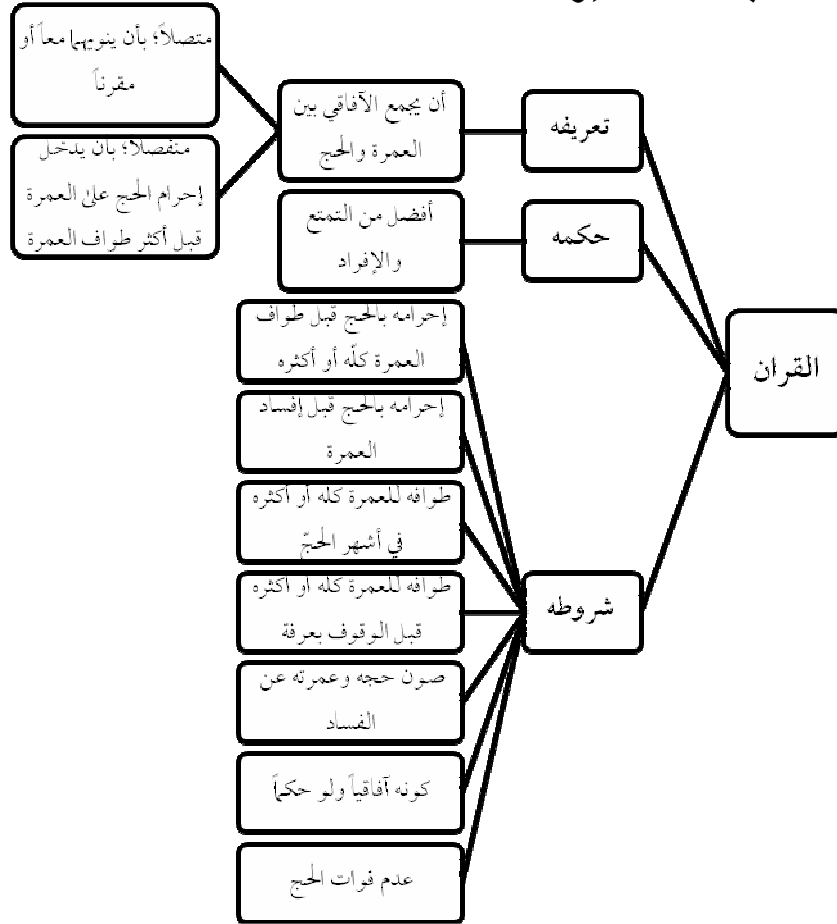 القران
تعريفه
أن يجمع الآفاقي بين
العمرة والحج
متصلاً؛ بأن ينويهما معاً أو
مقرناً
منفصلاً؛ بأن يدخل
إحرام الحج على العمرة
قبل أكثر طواف العمرة
حكمه
أفضل من التمتع
والإفراد
شروطه
إحرامه بالحج قبل طواف
العمرة كلّه أو أكثره
إحرامه بالحج قبل إفساد
العمرة
طوافه للعمرة كله أو أكثره
في أشهر الحجّ
طوافه للعمرة كله أو أكثره
قبل الوقوف بعرفة
صون حجه وعمرته عن
الفساد
كونه آفاقياً ولو حكماً
عدم فوات الحج